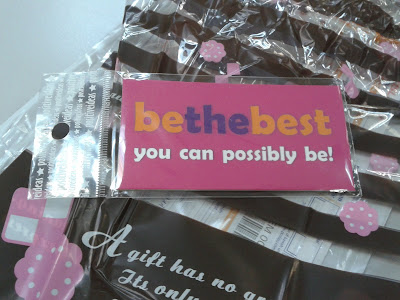 bethebest
you can possibly be!
A
gift has no
Its only